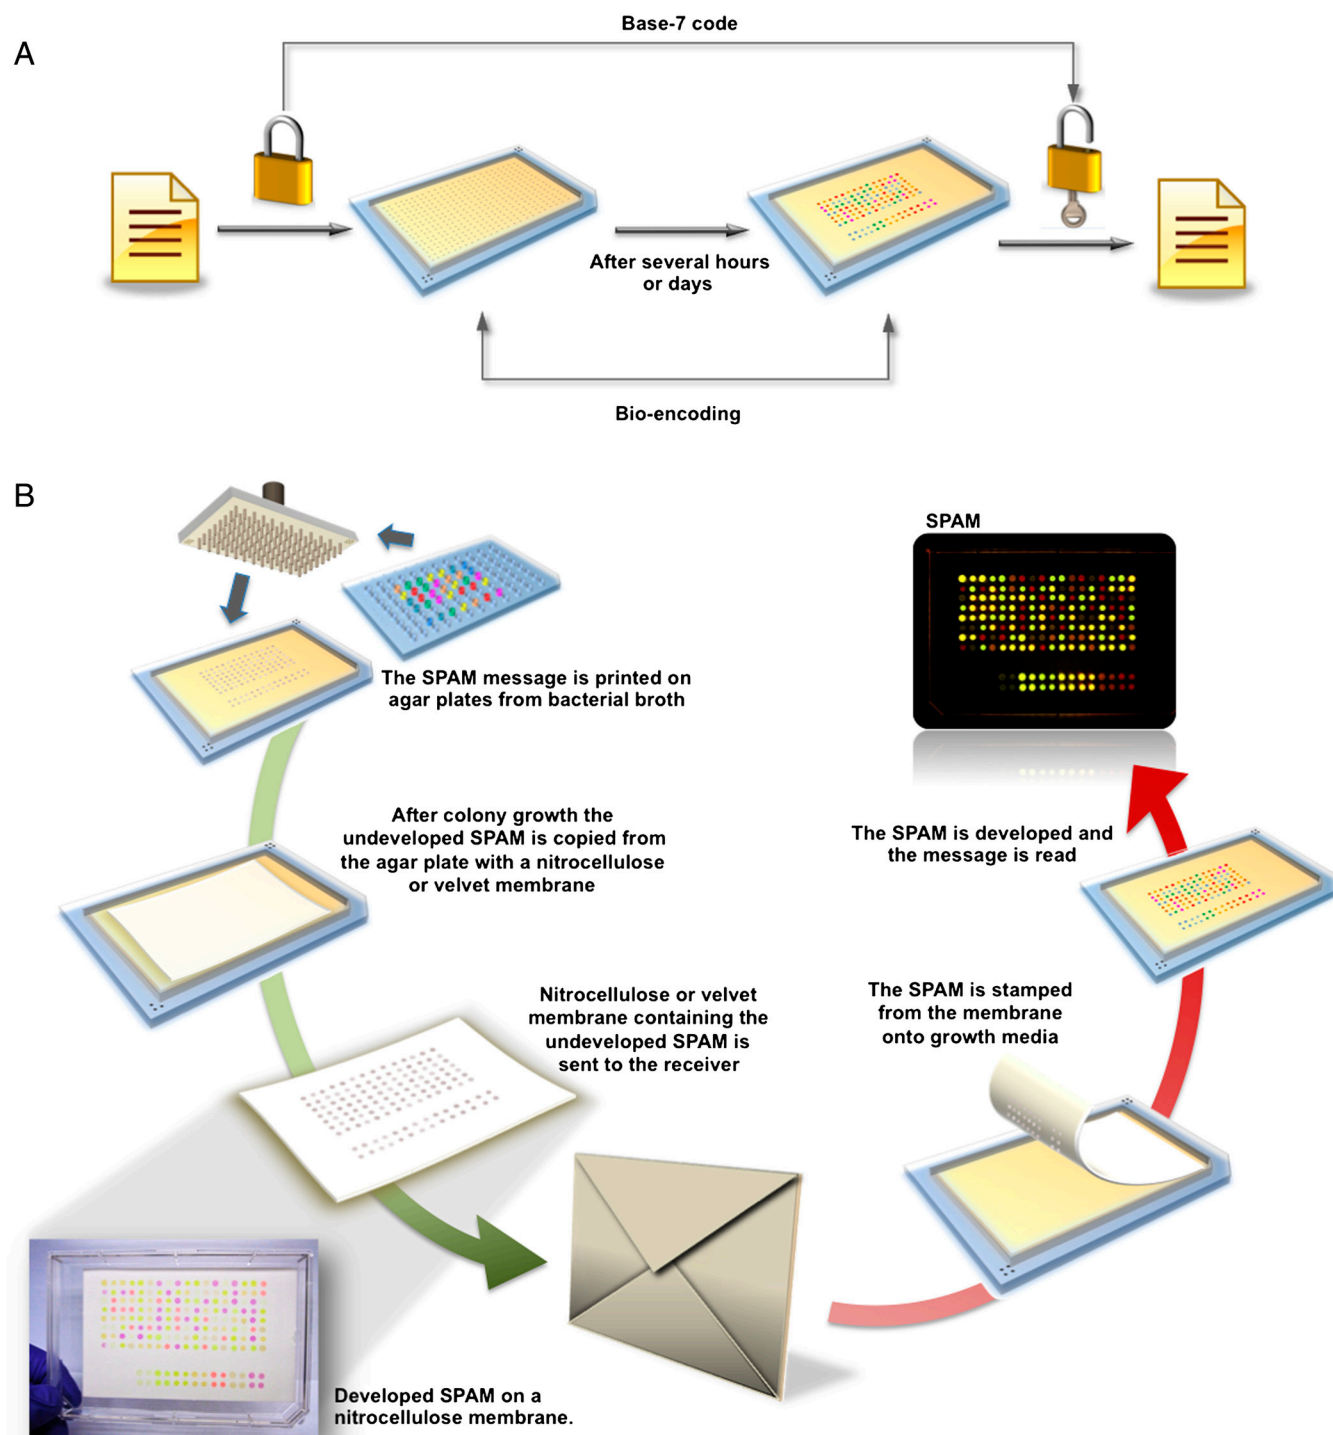 A
Base-7 code
After several hours
or days
Bio-encoding
B
The SPAM message is printed on
agar plates from bacterial broth
SPAM
After colony growth the
undeveloped SPAM is copied from
the agar plate with a nitrocellulose
or velvet membrane
The SPAM is developed and
the message is read
Nitrocellulose or velvet
membrane containing the
undeveloped SPAM is
sent to the receiver
The SPAM is stamped
from the membrane
onto growth media
Developed SPAM on a
nitrocellulose membrane.